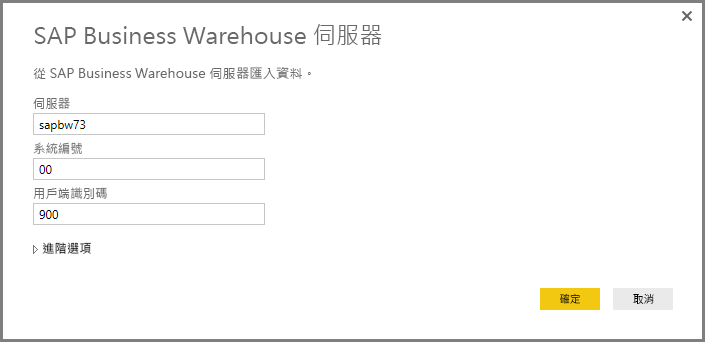 SAP Business Warehouse 伺服器
從 SAP Business Warehouse 伺服器匯入資料。
伺服器
sapbw73
系統編號
00
用戶端識別碼
900
進階選項
確定 取消